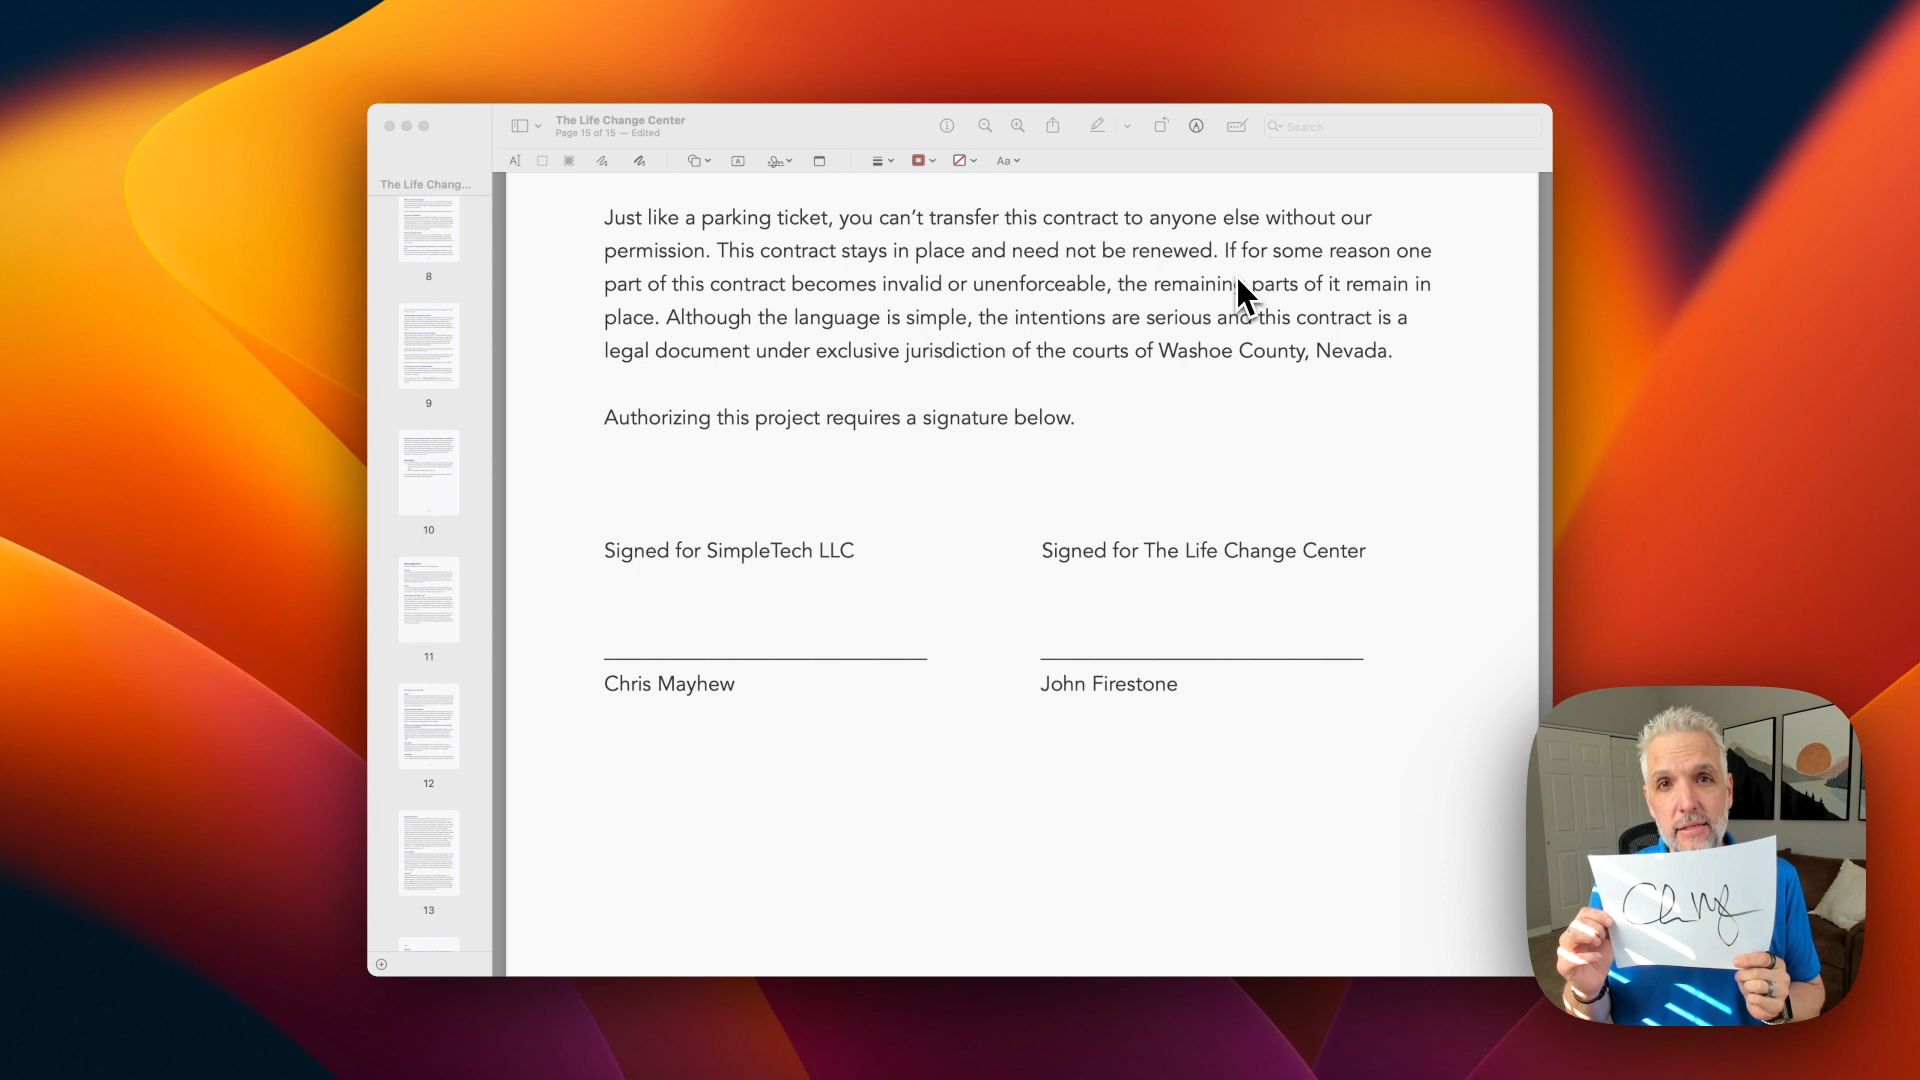 The Life Change Center
Page 15 of 15 — Edited
Search
Aa
The Life Chang...
8
9
10
11
12
13
Just like a parking ticket, you can’t transfer this contract to anyone else without our
permission. This contract stays in place and need not be renewed. If for some reason one
part of this contract becomes invalid or unenforceable, the remaining parts of it remain in
place. Although the language is simple, the intentions are serious and this contract is a
legal document under exclusive jurisdiction of the courts of Washoe County, Nevada.
Authorizing this project requires a signature below.
Signed for SimpleTech LLC
Signed for The Life Change Center
Chris Mayhew
John Firestone